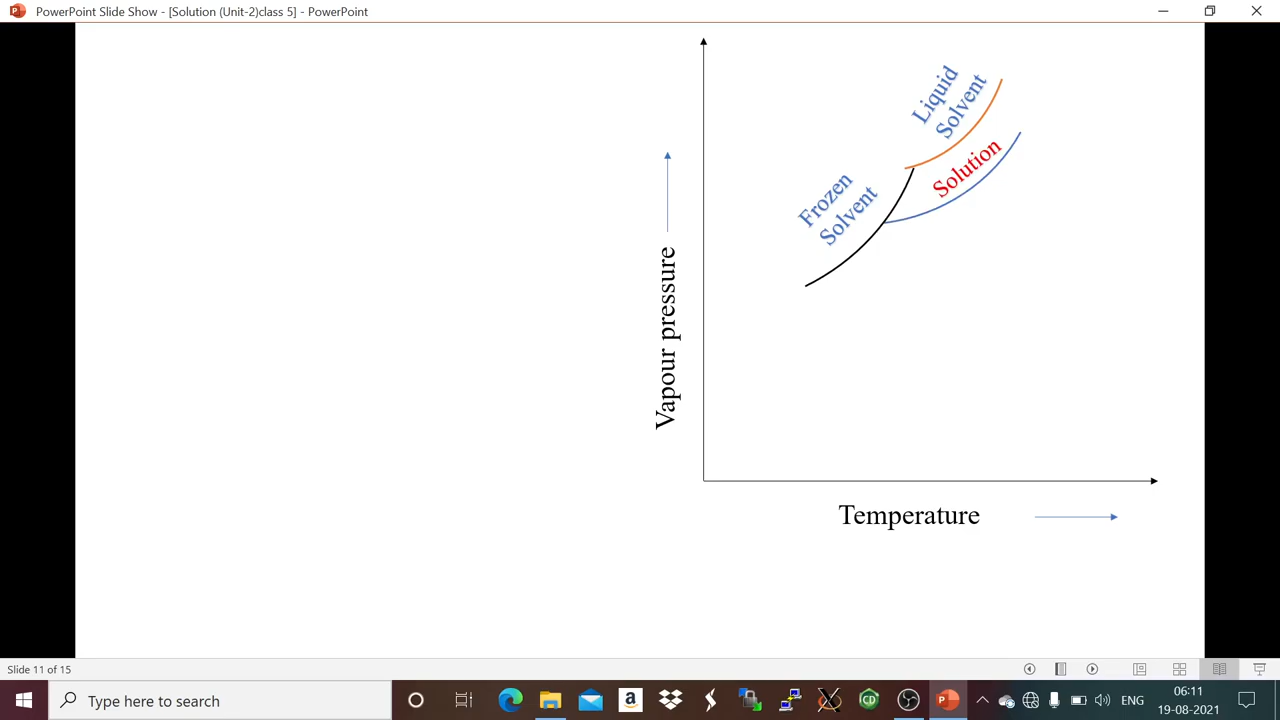 PowerPoint Slide Show - [Solution (Unit-2)class 5] - PowerPoint
Liquid
Solvent
Solution
Frozen
Solvent
Vapour pressure
Temperature
Slide 11 of 15
Type here to search
a
CD
P
ENG
06:11
19-08-2021